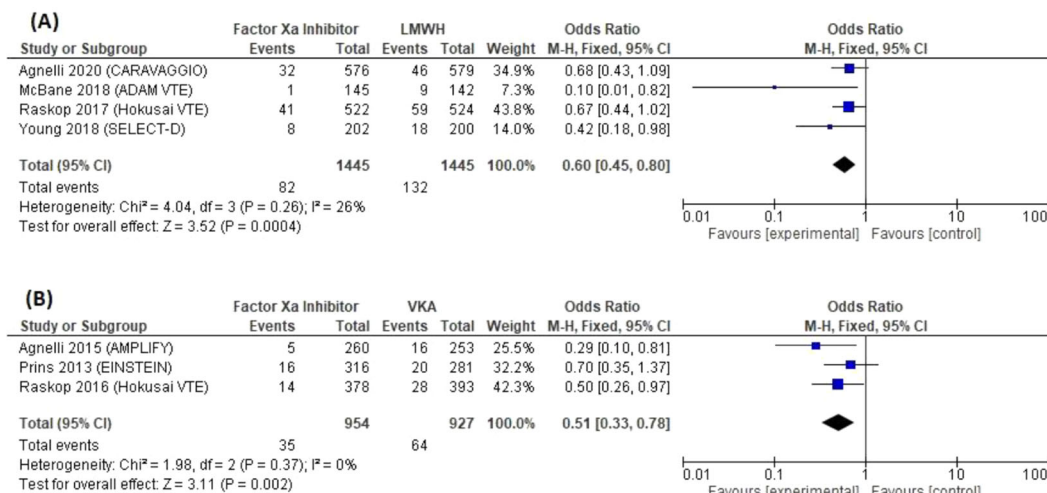 (A)
Factor Xa Inhibitor LMWH Odds Ratio Odds Ratio
Study or Subgroup Events Total Events Total Weight M-H, Fixed, 95% CI M-H, Fixed, 95% CI
Agnelli 2020 (CARAVAGGIO) 32 576 46 579 34.9% 0.68 [0.43, 1.09]
McBane 2018 (ADAM VTE) 1 145 9 142 7.3% 0.10 [0.01, 0.82]
Raskop 2017 (Hokusai VTE) 41 522 59 524 43.8% 0.67 [0.44, 1.02]
Young 2018 (SELECT-D) 8 202 18 200 14.0% 0.42 [0.18, 0.98]
Total (95% CI) 1445 1445 100.0% 0.60 [0.45, 0.80]
Total events 82 132
Heterogeneity: Chi² = 4.04, df = 3 (P = 0.26); I² = 26%
Test for overall effect: Z = 3.52 (P = 0.0004)
0.01 0.1 1 10 100
Favours [experimental] Favours [control]
(B)
Factor Xa Inhibitor VKA Odds Ratio Odds Ratio
Study or Subgroup Events Total Events Total Weight M-H, Fixed, 95% CI M-H, Fixed, 95% CI
Agnelli 2015 (AMPLIFY) 5 260 16 253 25.5% 0.29 [0.10, 0.81]
Prins 2013 (EINSTEIN) 16 316 20 281 32.2% 0.70 [0.35, 1.37]
Raskop 2016 (Hokusai VTE) 14 378 28 393 42.3% 0.50 [0.26, 0.97]
Total (95% CI) 954 927 100.0% 0.51 [0.33, 0.78]
Total events 35 64
Heterogeneity: Chi² = 1.98, df = 2 (P = 0.37); I² = 0%
Test for overall effect: Z = 3.11 (P = 0.002)
0.01 0.1 1 10 100
Favours [experimental] Favours [control]